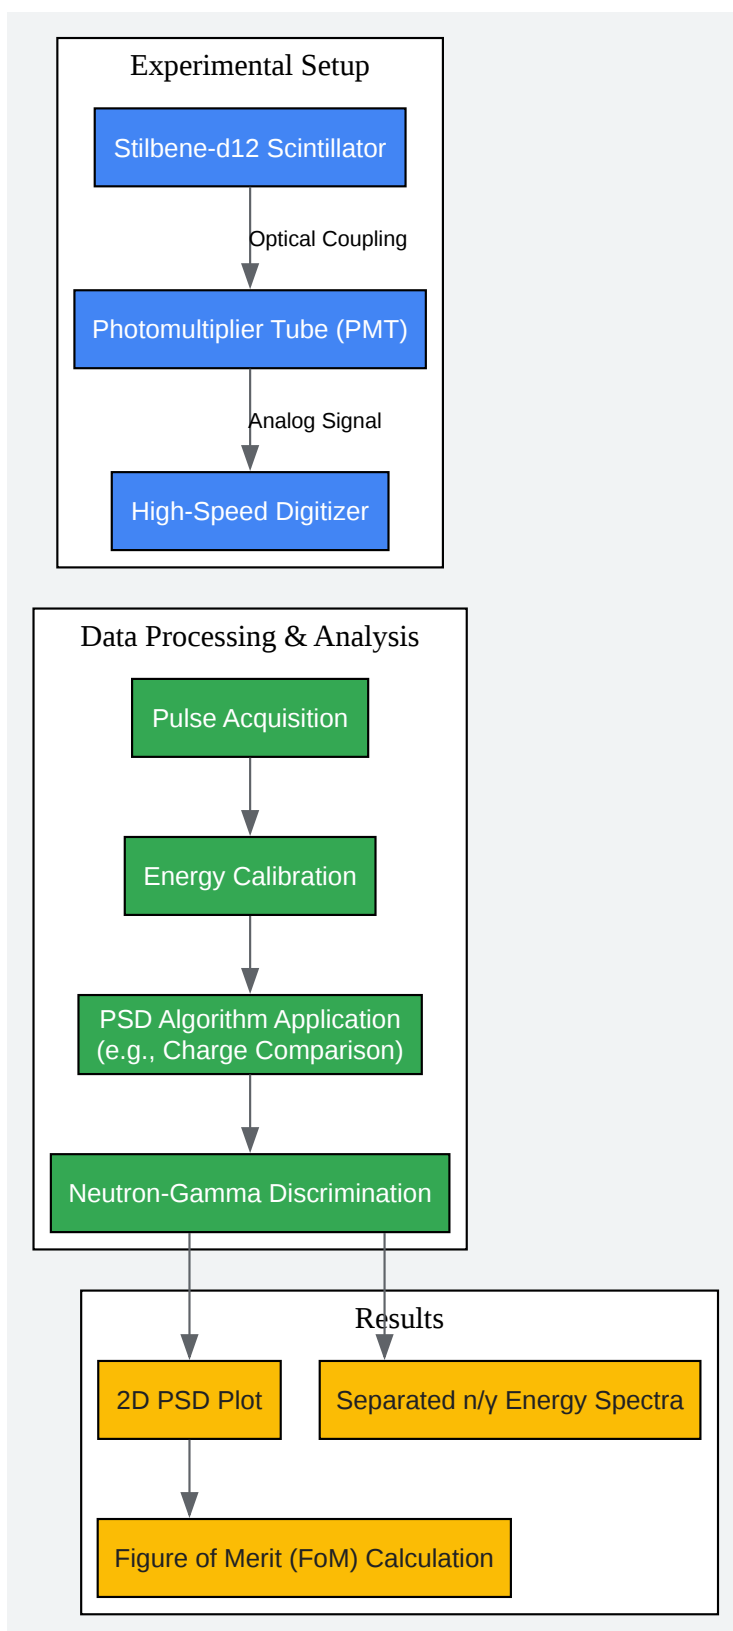 Experimental Setup
Stilbene-d12 Scintillator
Optical Coupling
Photomultiplier Tube (PMT)
Analog Signal
High-Speed Digitizer
Data Processing & Analysis
Pulse Acquisition
Energy Calibration
PSD Algorithm Application
(e.g., Charge Comparison)
Neutron-Gamma Discrimination
Results
2D PSD Plot
Separated n/γ Energy Spectra
Figure of Merit (FoM) Calculation